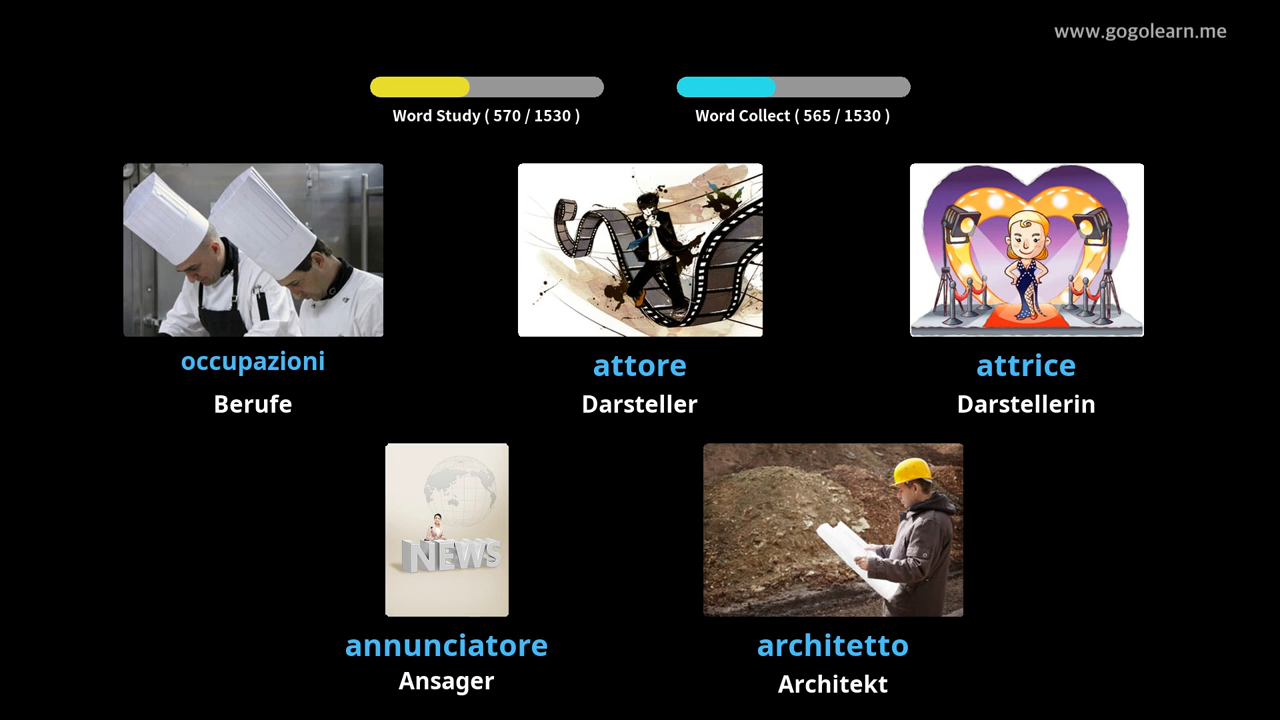 www.gogolearn.me
Word Study ( 570 / 1530 )
Word Collect ( 565 / 1530 )
occupazioni
Berufe
attore
Darsteller
attrice
Darstellerin
NEWS
annunciatore
Ansager
architetto
Architekt